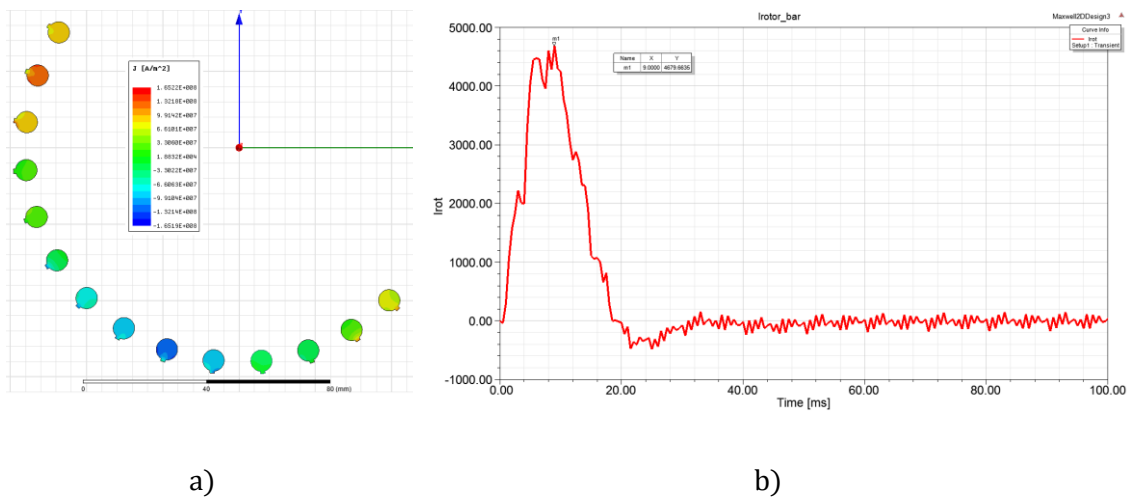 J [A/m^2]
1.6522E+008
1.3218E+008
9.9142E+007
6.6101E+007
3.3060E+007
1.8832E+004
-3.3022E+007
-6.6063E+007
-9.9104E+007
-1.3214E+008
-1.6519E+008
0
40
80 (mm)
Irotor_bar
Maxwell2DDesign3
Curve Info
Irot
Setup1 : Transient
m1
Name X Y
m1 9.0000 4679.6635
5000.00
4000.00
3000.00
2000.00
1000.00
0.00
-1000.00
Irot
0.00 20.00 40.00 60.00 80.00 100.00
Time [ms]
a) b)